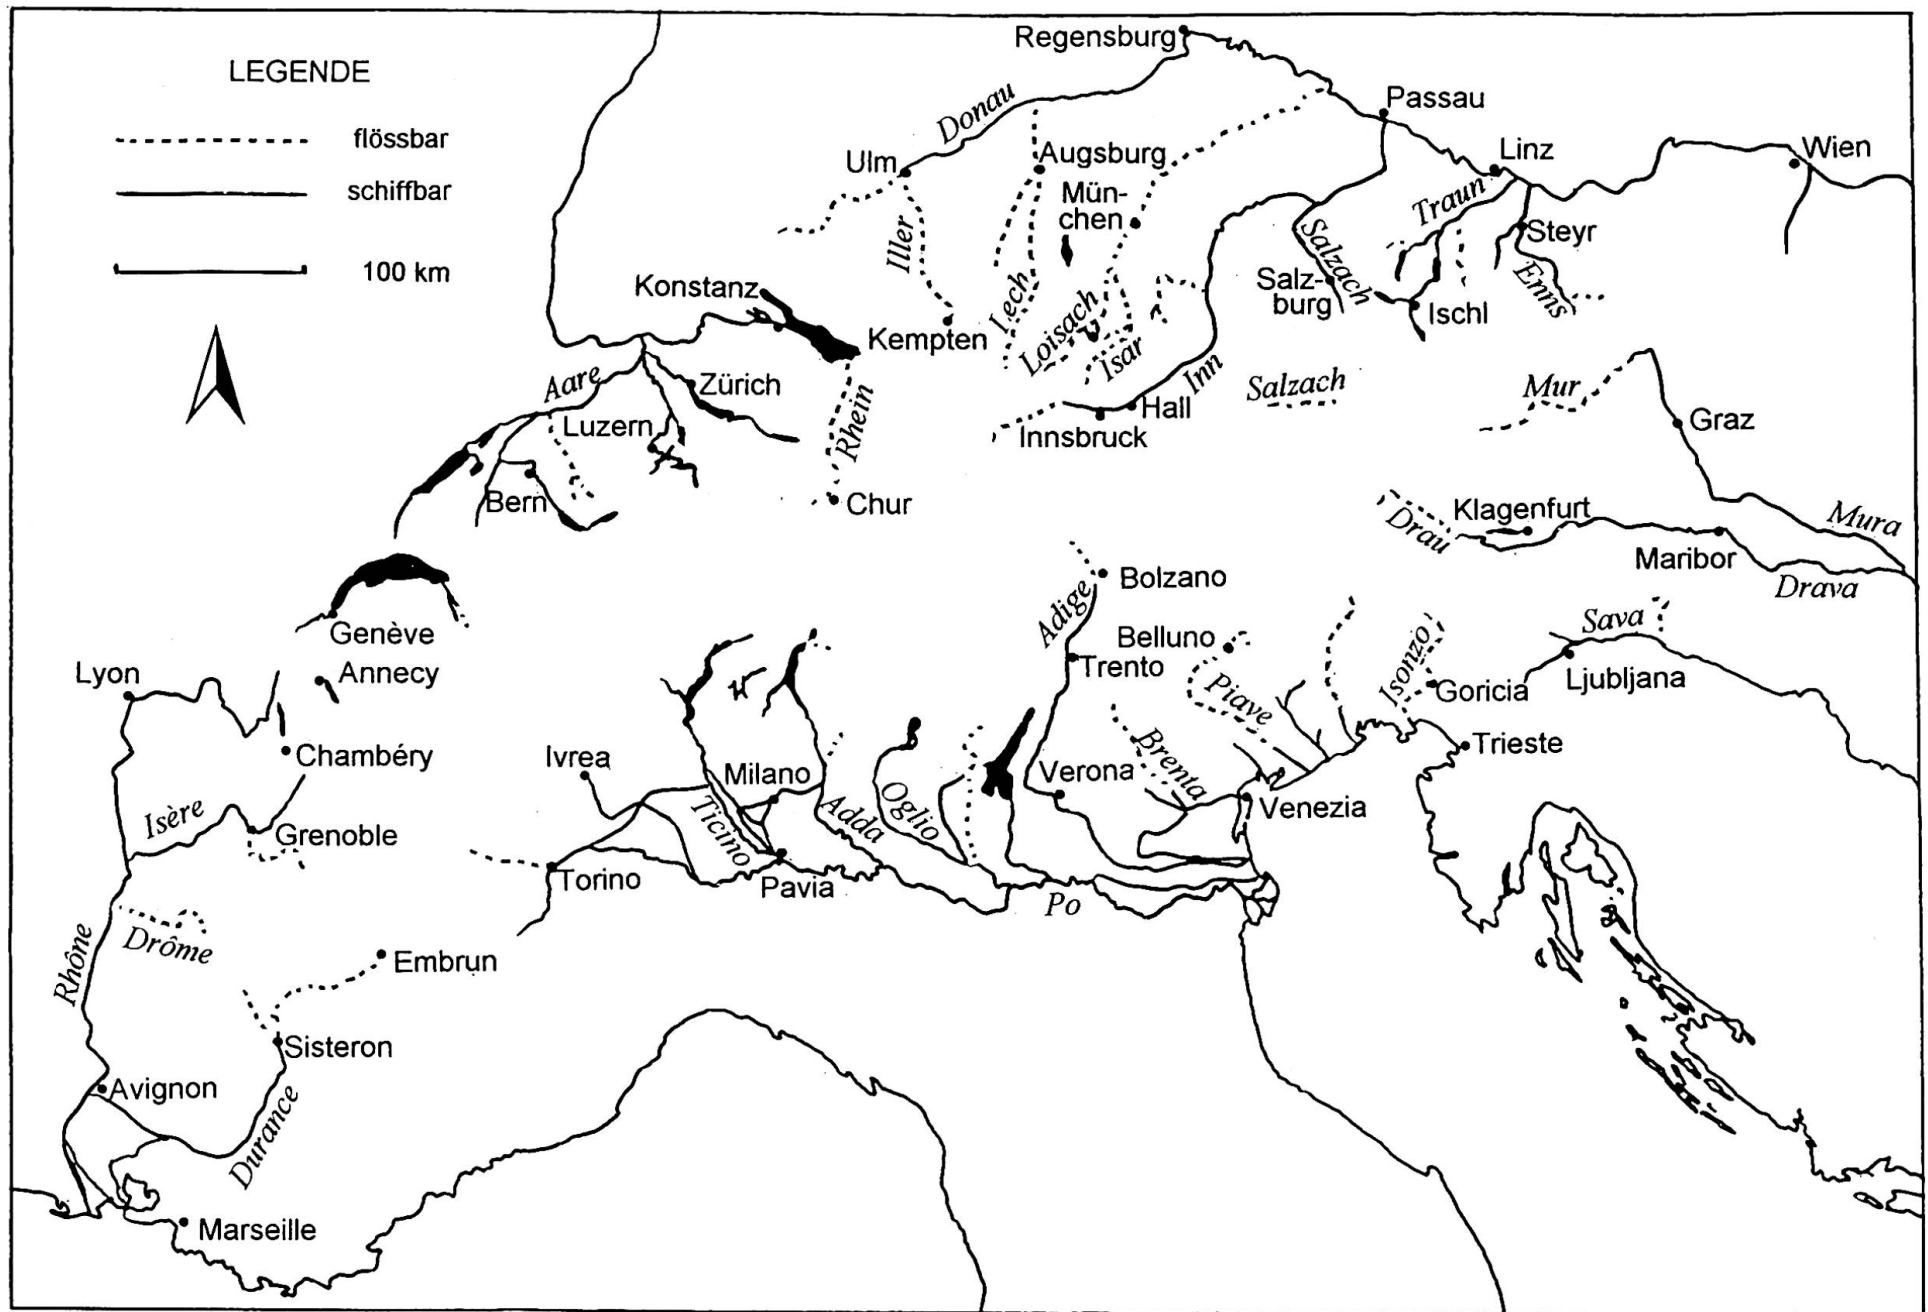 LEGENDE
flössbar
schiffbar
100 km
Regensburg
Passau
Donau
Linz
Wien
Ulm
Augsburg
Mün-
chen
Traun
Iller
Steyr
Salzach
Salz-
burg
Enns
Ischl
Konstanz
Lech
Loisach
Kempten
Isar
Inn
Aare
Zürich
Salzach
Mur
Hall
Luzern
Rhein
Innsbruck
Graz
Bern
Chur
Klagenfurt
Drau
Mura
Maribor
Drava
Bolzano
Adige
Genève
Belluno
Trento
Sava
Isonzo
Lyon
Annecy
Piave
Goricia
Ljubljana
Chambéry
Ivrea
Milano
Verona
Brenta
Trieste
Isère
Ticino
Adda
Oglio
Venezia
Grenoble
Torino
Pavia
Po
Drôme
Rhône
Embrun
Sisteron
Avignon
Durance
Marseille